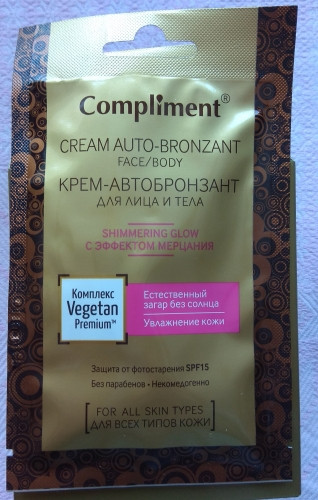 Compliment®
CREAM AUTO-BRONZANT
FACE/BODY
КРЕМ-АВТОБРОНЗАНТ
ДЛЯ ЛИЦА И ТЕЛА
SHIMMERING GLOW
С ЭФФЕКТОМ МЕРЦАНИЯ
Комплекс
Vegetan
Premium™
Естественный
загар без солнца
Увлажнение кожи
Защита от фотостарения SPF15
Без парабенов • Некомедогенно
FOR ALL SKIN TYPES
ДЛЯ ВСЕХ ТИПОВ КОЖИ